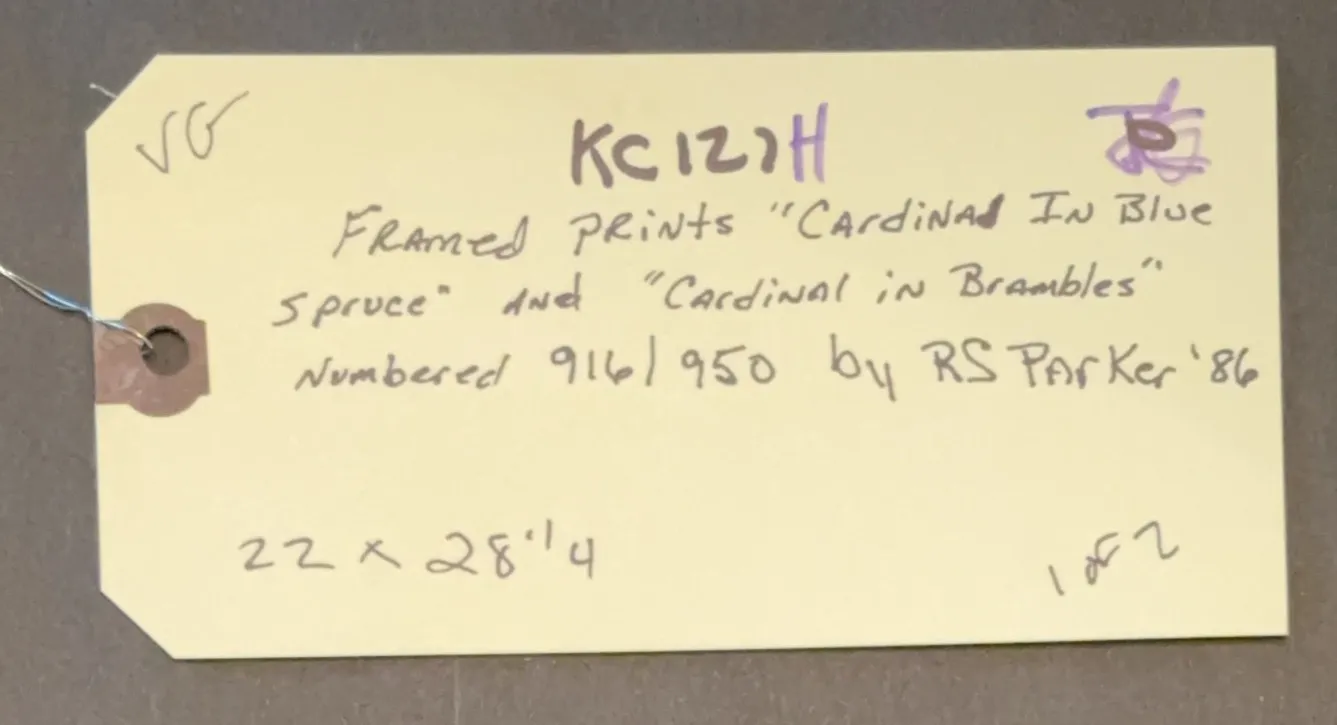 VG
KC127H
FRAMEd PRINts "CArdiNAl IN Blue
Spruce" ANd "CArdiNAl iN BrAmbles"
Numbered 916/950 by RS PArKer '86
22 x 28 1/4
1 of 2